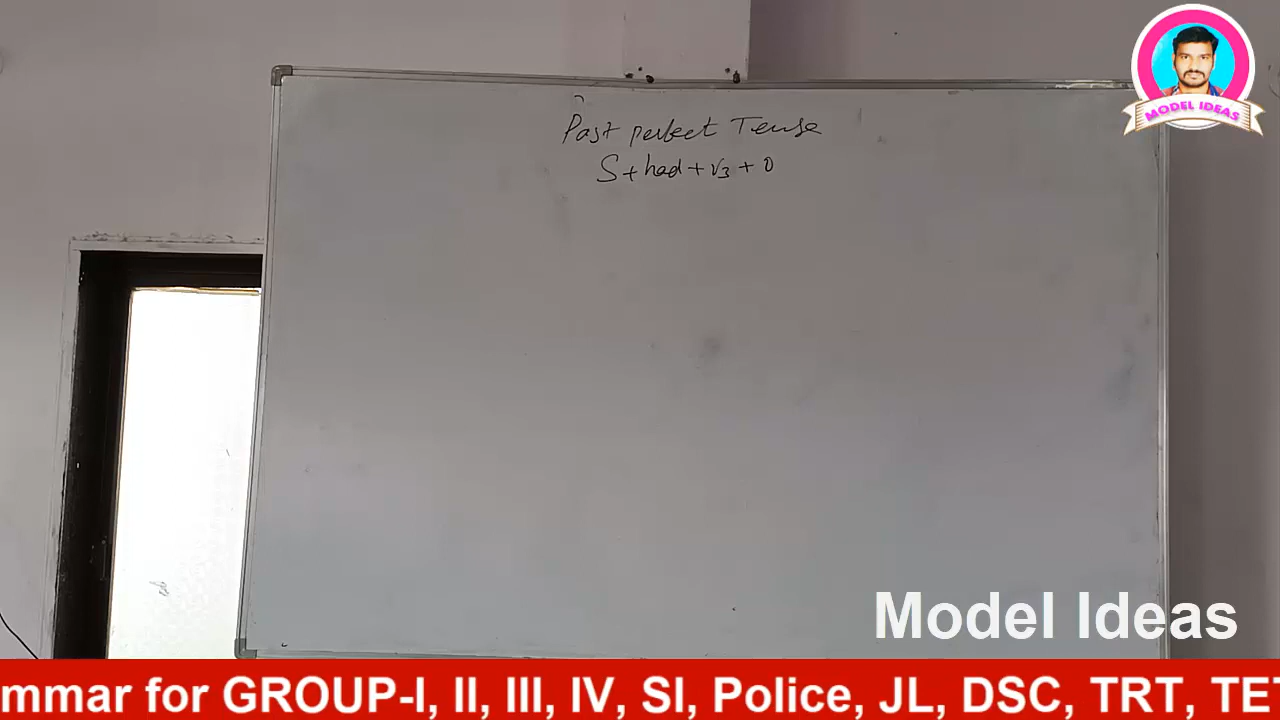 MODEL IDEAS
Past perfect Tense
S + had + V3 + O
Model Ideas
mmar for GROUP-I, II, III, IV, SI, Police, JL, DSC, TRT, TET